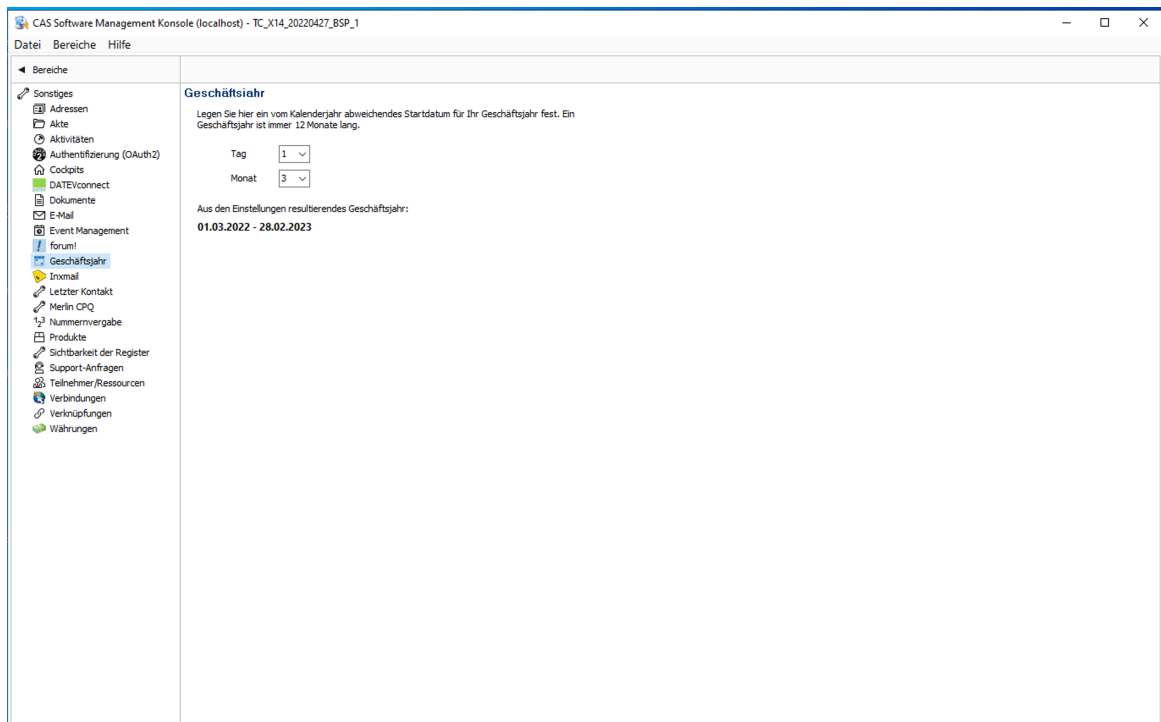 CAS Software Management Konsole (localhost) - TC_X14_20220427_BSP_1
Datei Bereiche Hilfe
Bereiche
Sonstiges
Adressen
Akte
Aktivitäten
Authentifizierung (OAuth2)
Cockpits
DATEVconnect
Dokumente
E-Mail
Event Management
forum!
Geschäftsjahr
Inxmail
Letzter Kontakt
Merlin CPQ
Nummernvergabe
Produkte
Sichtbarkeit der Register
Support-Anfragen
Teilnehmer/Ressourcen
Verbindungen
Verknüpfungen
Währungen
Geschäftsjahr
Legen Sie hier ein vom Kalenderjahr abweichendes Startdatum für Ihr Geschäftsjahr fest. Ein
Geschäftsjahr ist immer 12 Monate lang.
Tag 1
Monat 3
Aus den Einstellungen resultierendes Geschäftsjahr:
01.03.2022 - 28.02.2023